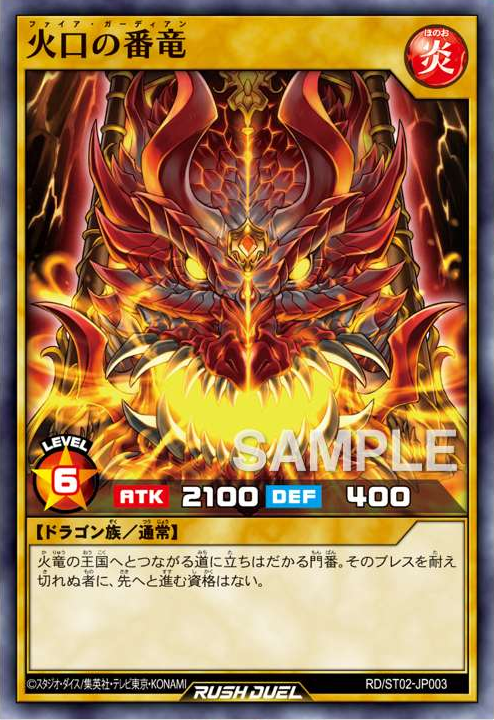 ファイア・ガーディアン
火口の番竜
ほのお
炎
SAMPLE
LEVEL
6
ATK 2100 DEF 400
【ドラゴン族／通常】
火竜の王国へとつながる道に立ちはだかる門番。そのブレスを耐え
切れぬ者に、先へと進む資格はない。
©スタジオ・ダイス/集英社・テレビ東京・KONAMI
RUSH DUEL
RD/ST02-JP003